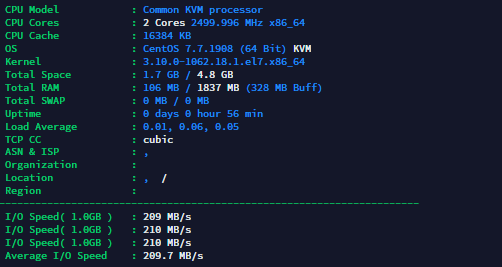 CPU Model : Common KVM processor
CPU Cores : 2 Cores 2499.996 MHz x86_64
CPU Cache : 16384 KB
OS : CentOS 7.7.1908 (64 Bit) KVM
Kernel : 3.10.0-1062.18.1.el7.x86_64
Total Space : 1.7 GB / 4.8 GB
Total RAM : 106 MB / 1837 MB (328 MB Buff)
Total SWAP : 0 MB / 0 MB
Uptime : 0 days 0 hour 56 min
Load Average : 0.01, 0.06, 0.05
TCP CC : cubic
ASN & ISP : ,
Organization :
Location : , /
Region :
I/O Speed( 1.0GB ) : 209 MB/s
I/O Speed( 1.0GB ) : 210 MB/s
I/O Speed( 1.0GB ) : 210 MB/s
Average I/O Speed : 209.7 MB/s